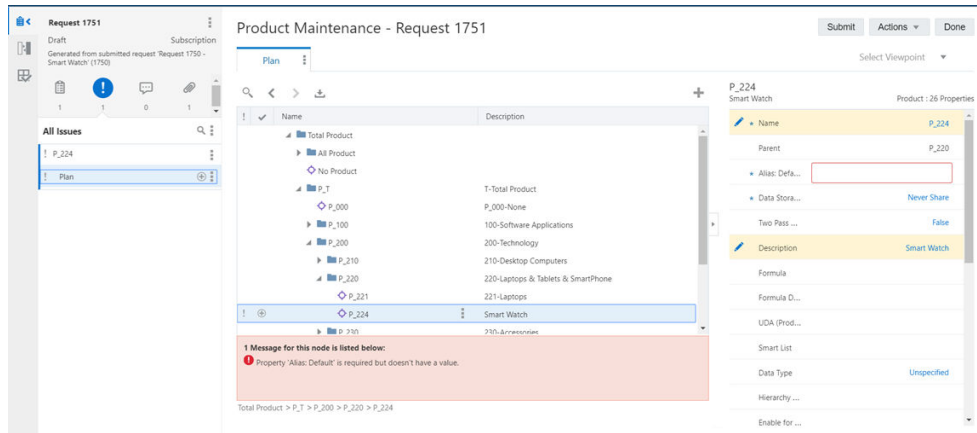 Request 1751
Draft Subscription
Generated from submitted request 'Request 1750 -
Smart Watch' (1750)
1 1 0 1
All Issues
! P_224
! Plan
Product Maintenance - Request 1751
Submit Actions Done
Plan
Select Viewpoint
! Name Description
Total Product
All Product
No Product
P_T T-Total Product
P_000 P_000-None
P_100 100-Software Applications
P_200 200-Technology
P_210 210-Desktop Computers
P_220 220-Laptops & Tablets & SmartPhone
P_221 221-Laptops
! P_224 Smart Watch
P_230 230-Accessories
1 Message for this node is listed below:
Property 'Alias: Default' is required but doesn't have a value.
Total Product > P_T > P_200 > P_220 > P_224
P_224
Smart Watch Product : 26 Properties
Name P_224
Parent P_220
Alias: Defa...
Data Stora... Never Share
Two Pass ... False
Description Smart Watch
Formula
Formula D...
UDA (Prod...
Smart List
Data Type Unspecified
Hierarchy ...
Enable for ...